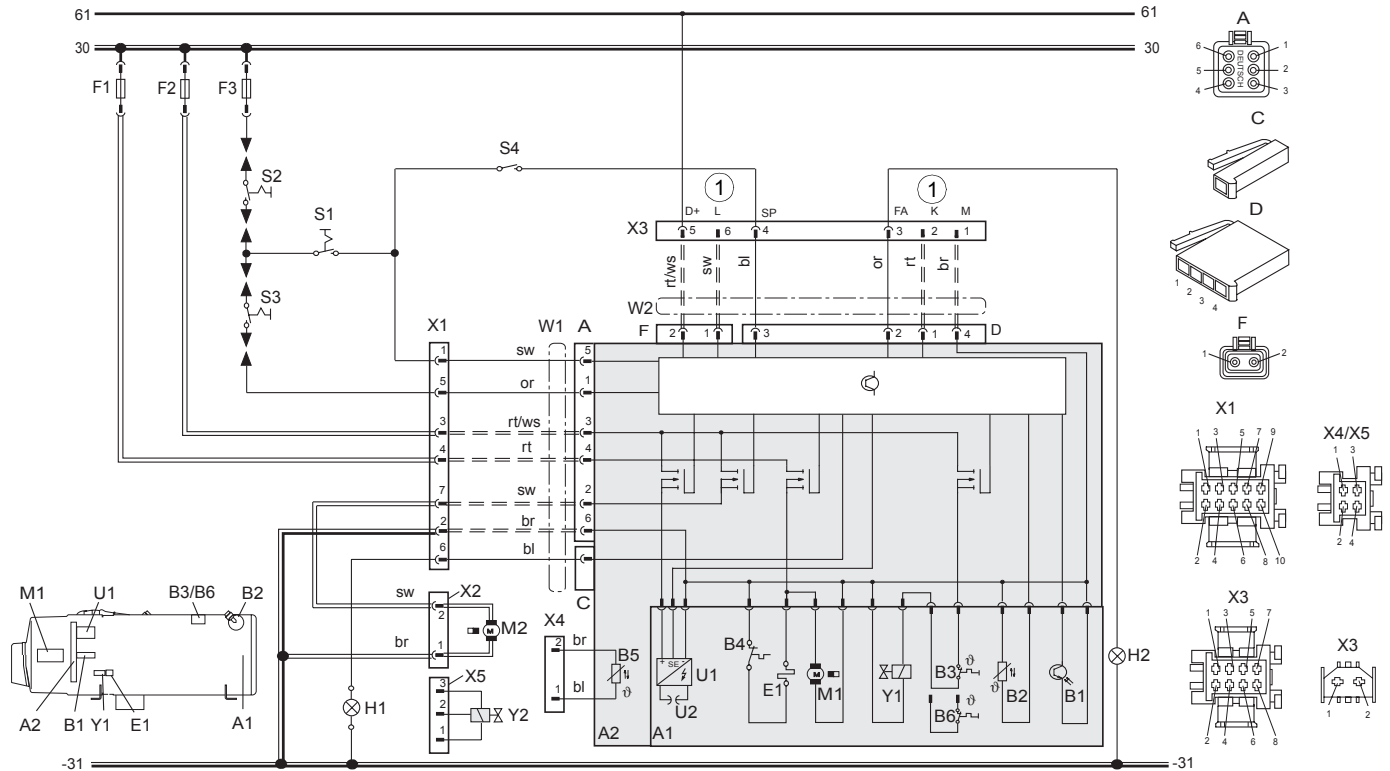 61
61
30
30
F1
F2
F3
S2
S1
S3
S4
1
1
D+ L SP FA K M
X3
5 6 4 3 2 1
rt/ws
sw
bl
or
rt
br
W2
F 2 1 3 2 1 4 D
X1 W1 A
1 sw 5
5 or 1
3 rt/ws 3
4 rt 4
7 sw 2
2 br 6
6 bl
C
sw X2
2
M
M2
br 1
X5
3
2
1
Y2
H1
X4
2 br
1 bl
B5
ϑ
+ SE -
U1
U2
B4
E1
M
M1
Y1
B3 ϑ
B6 ϑ
ϑ
B2
B1
H2
A2
A1
-31
-31
M1
U1
B3/B6
B2
A2
B1
Y1
E1
A1
A
6 1
5 2
4 3
DEUTSCH
C
D
1 2 3 4
F
1 2
X1
1 3 5 7 9
2 4 6 8 10
X4/X5
1 3
2 4
X3
1 3 5 7
2 4 6 8
X3
1 2